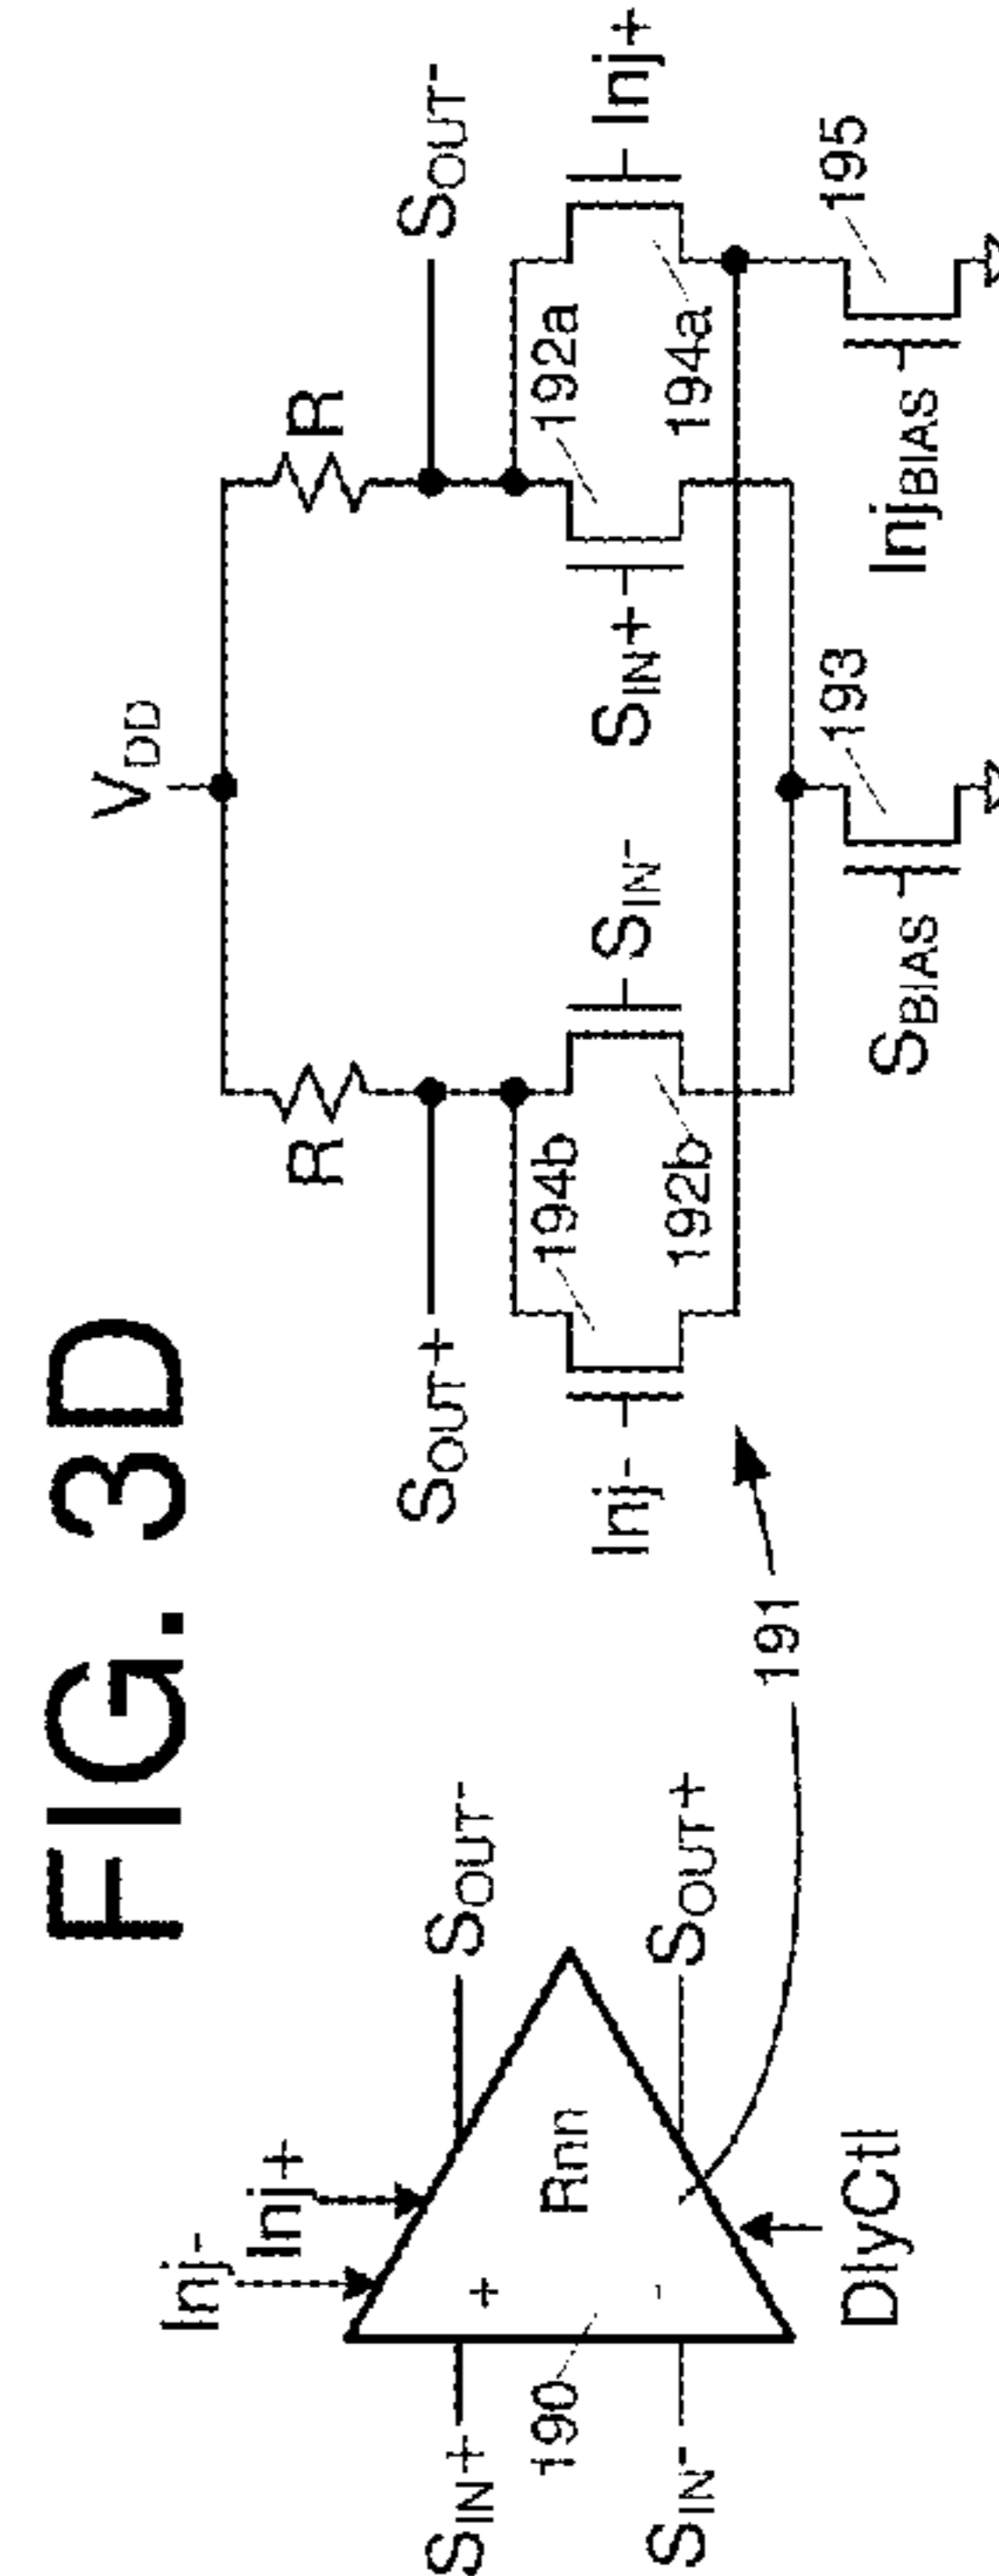 FIG. 3D
Inj-
Inj+
SIN+
SOUT-
+
Rnn
190
-
SIN-
SOUT+
DlyCtl
191
VDD
R
R
SOUT+
SOUT-
194b
192a
Inj-
SIN-
SIN+
Inj+
192b
194a
193
195
SBIAS
InjBIAS